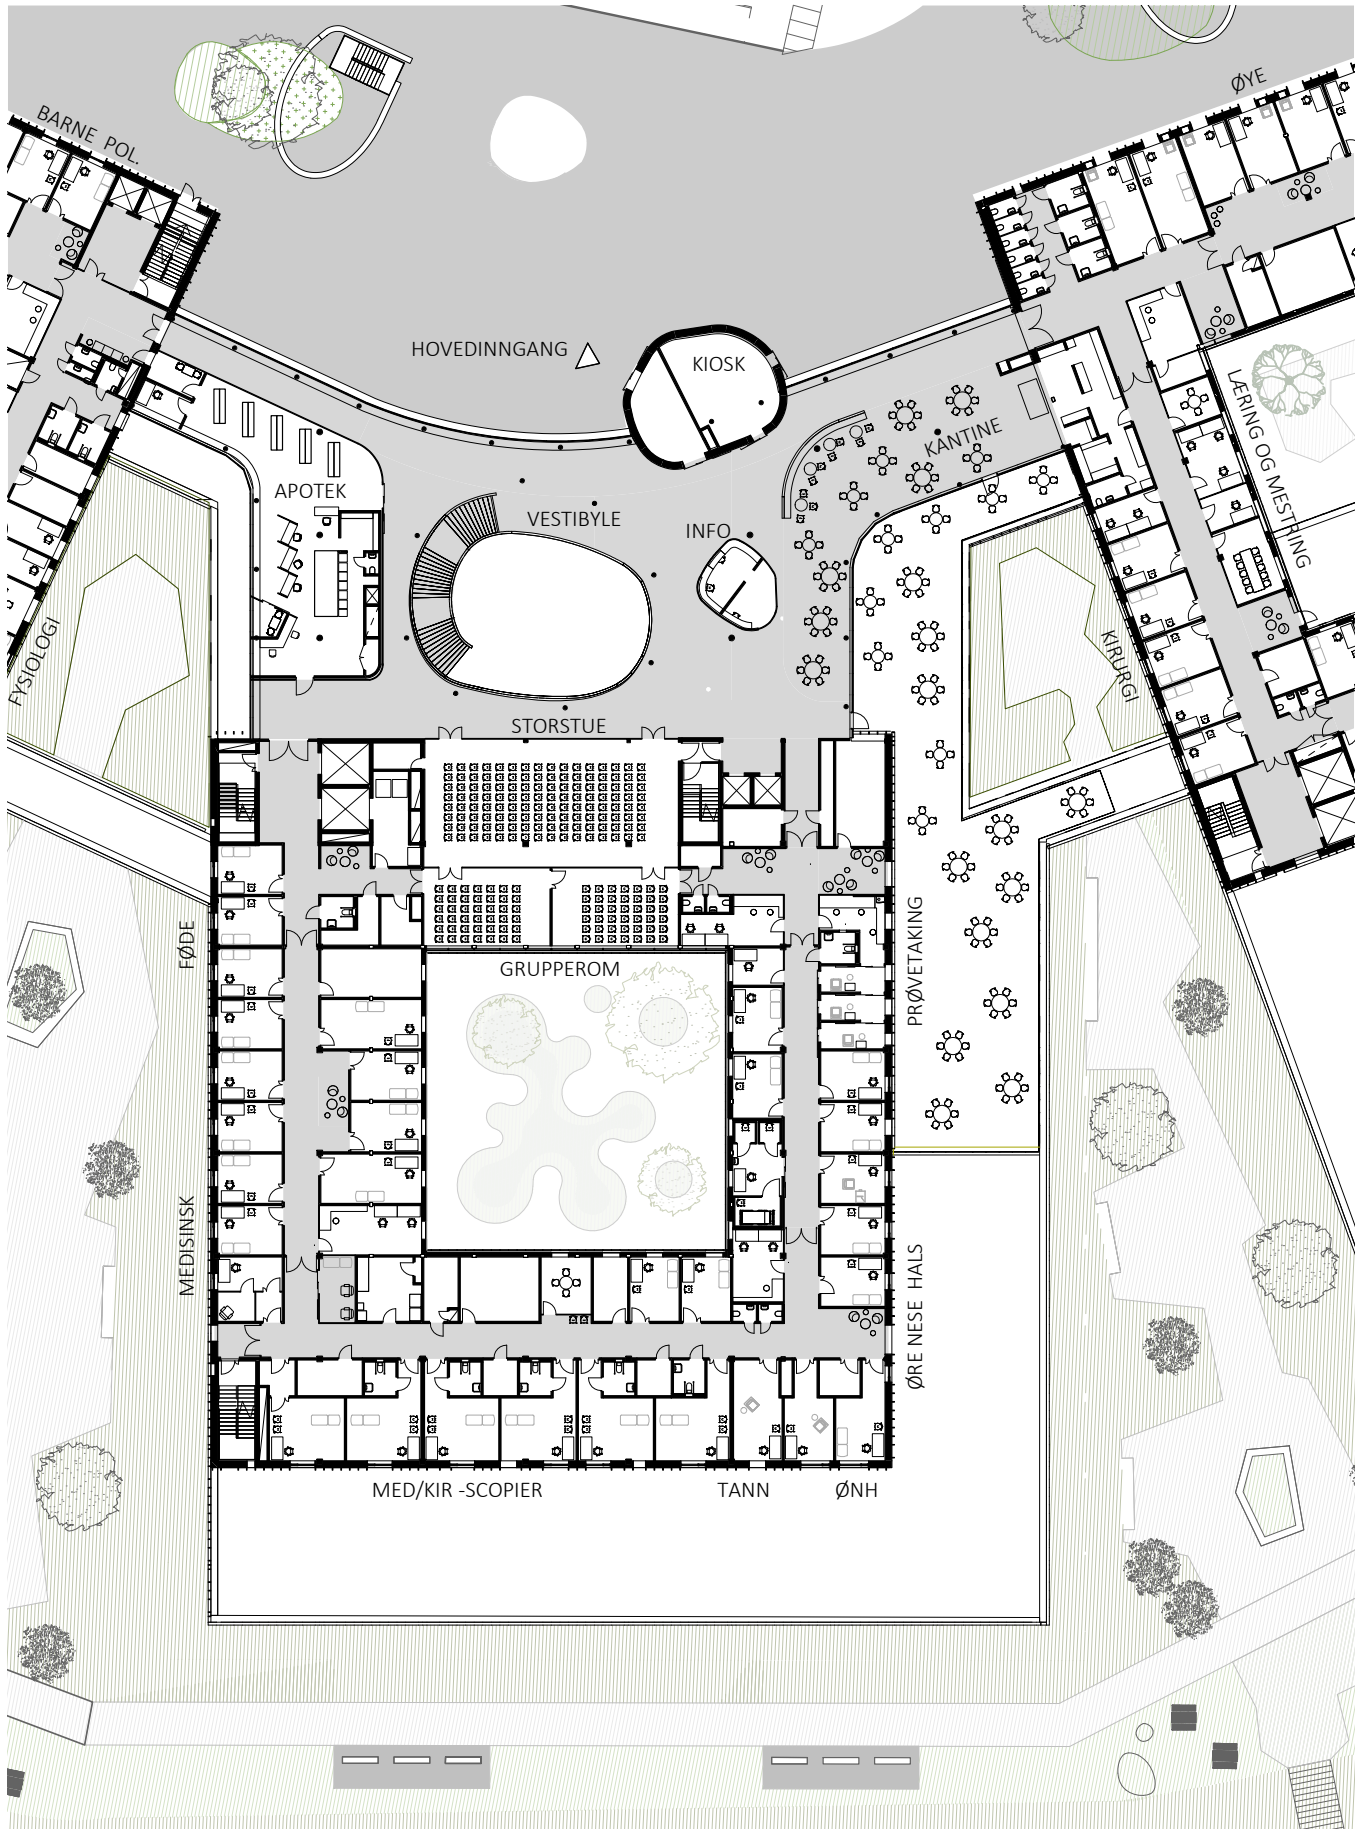 ØYE
BARNE POL.
HOVEDINNGANG
KIOSK
LÆRING OG MESTRING
KANTINE
APOTEK
VESTIBYLE
INFO
FYSIOLOGI
KIRURGI
STORSTUE
FØDE
GRUPPEROM
PRØVETAKING
MEDISINSK
ØRE NESE HALS
MED/KIR -SCOPIER
TANN
ØNH